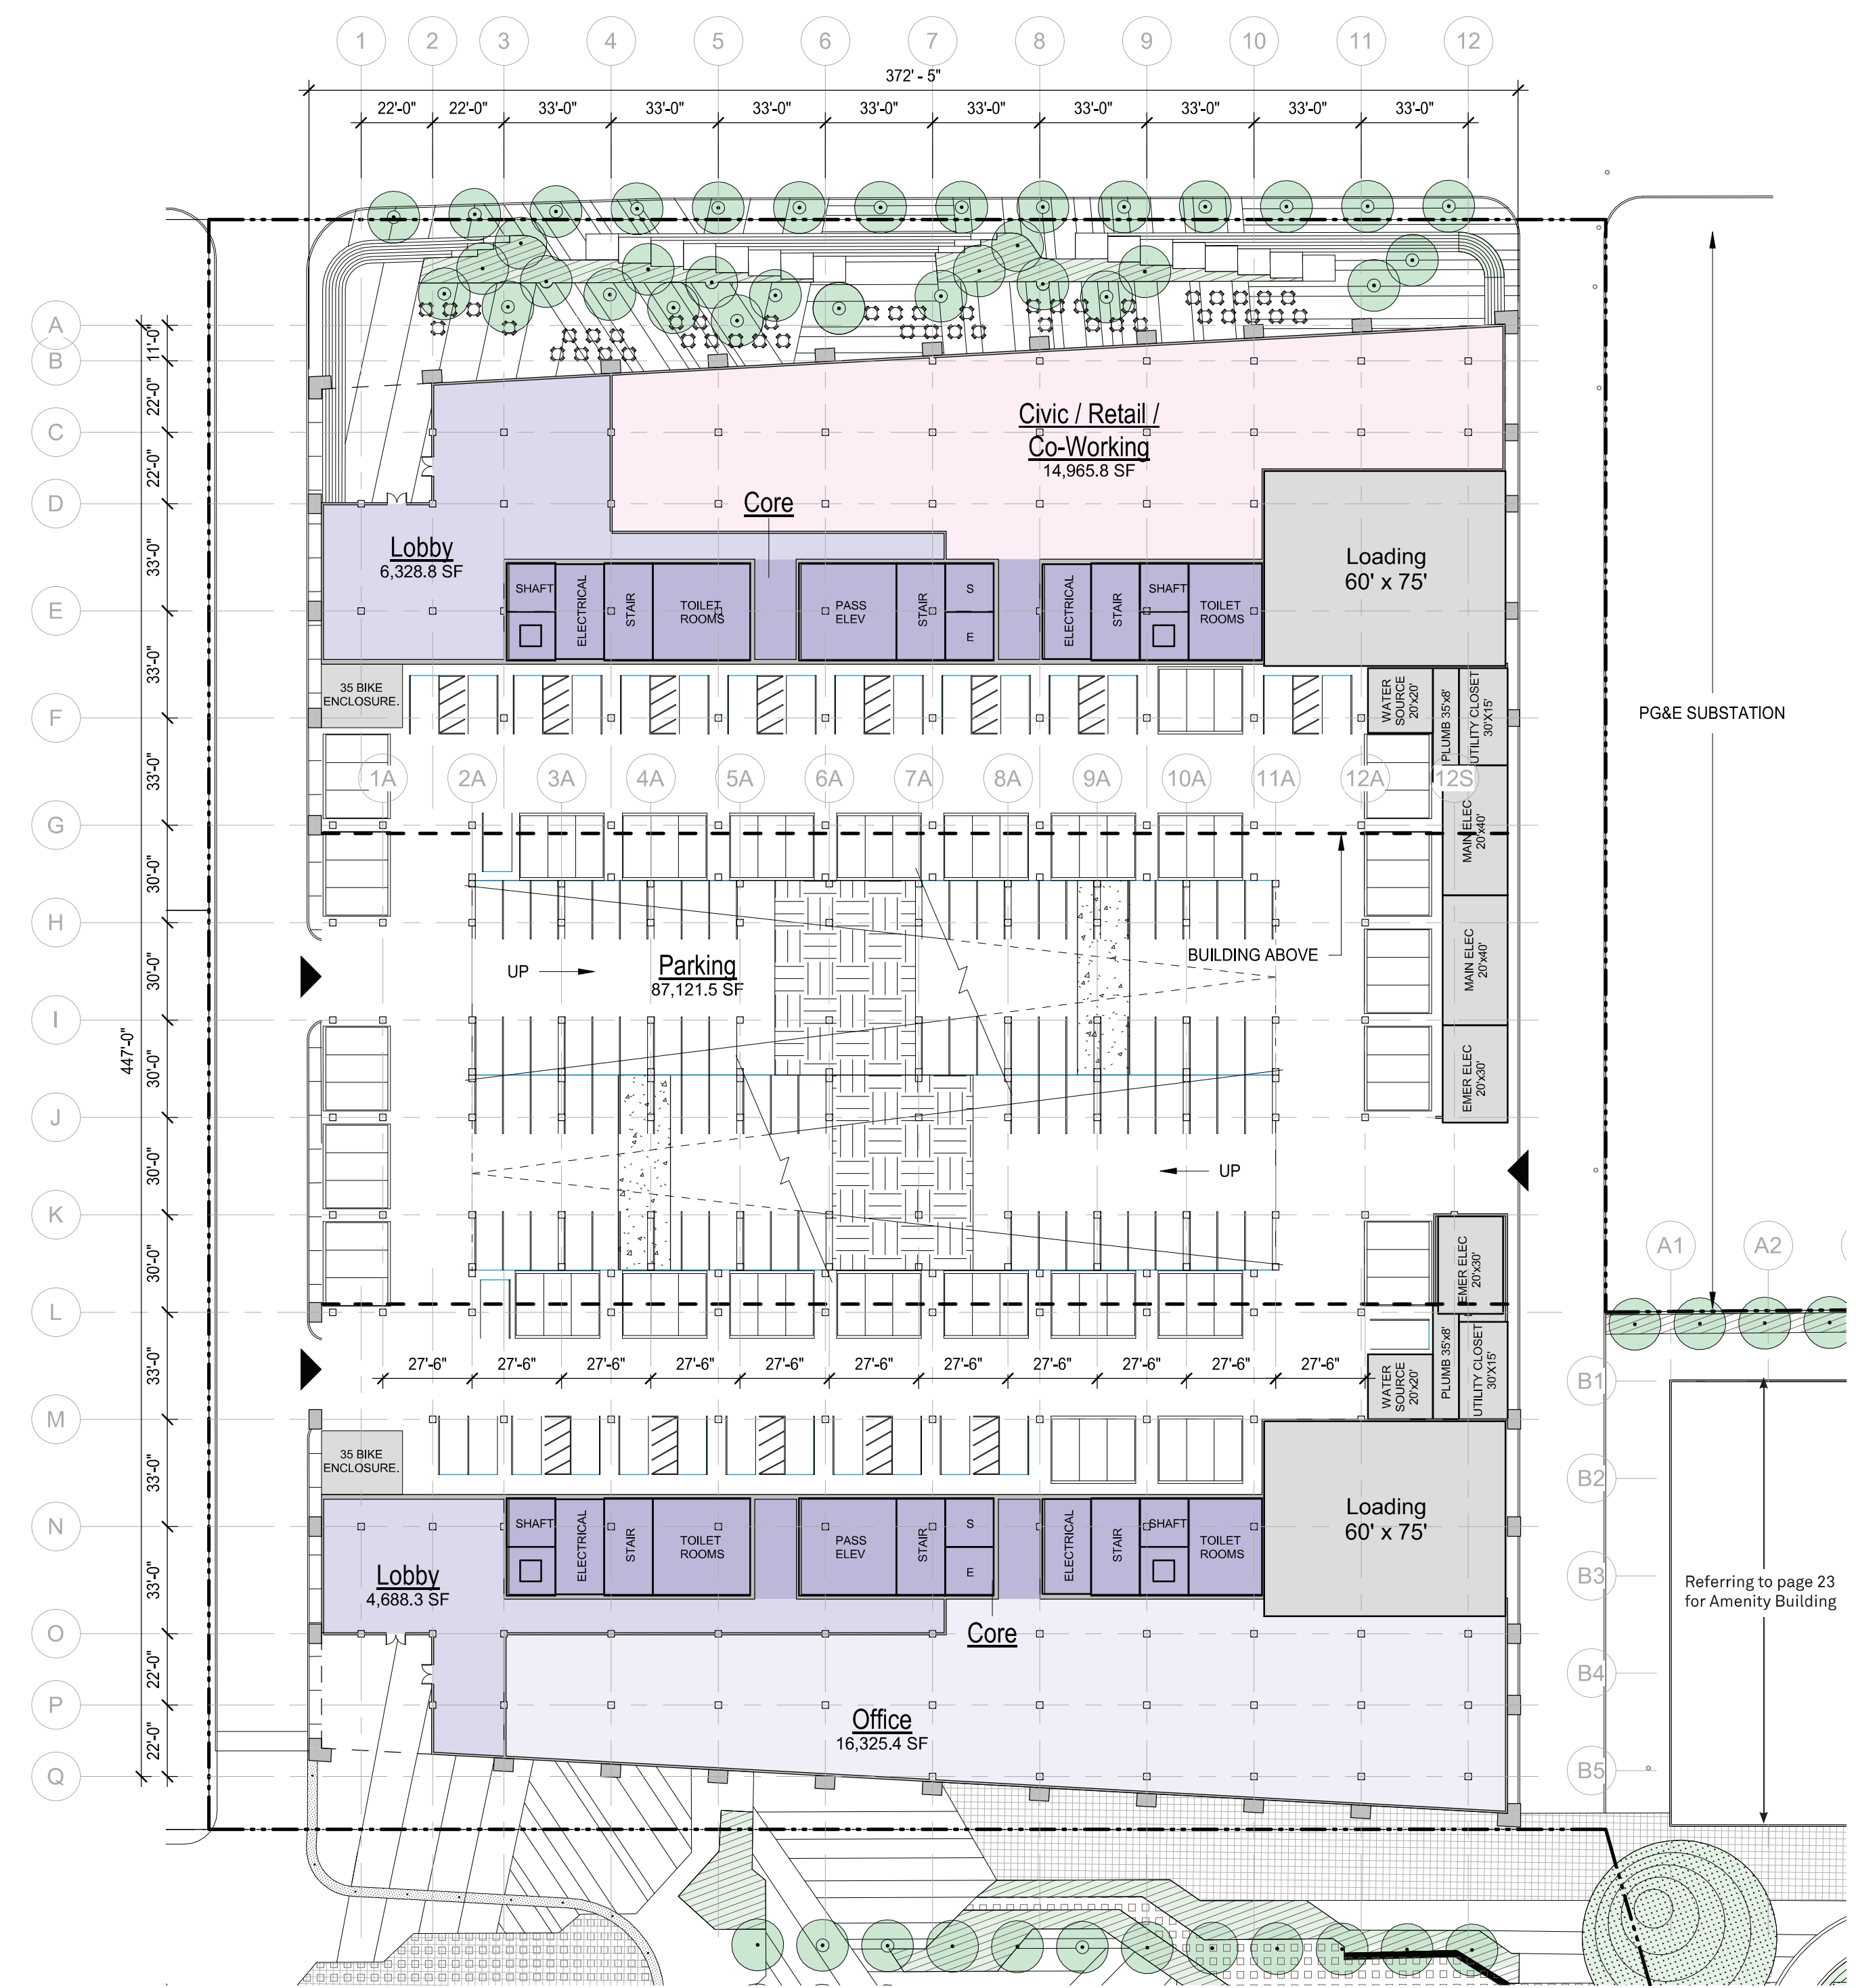 1 2 3 4 5 6 7 8 9 10 11 12
372' - 5"
22'-0" 22'-0" 33'-0" 33'-0" 33'-0" 33'-0" 33'-0" 33'-0" 33'-0" 33'-0" 33'-0"
A
11'-0"
B
22'-0"
C
22'-0"
D
33'-0"
E
33'-0"
F
33'-0"
G
30'-0"
H
30'-0"
I
447'-0"
30'-0"
J
30'-0"
K
30'-0"
L
33'-0"
M
33'-0"
N
33'-0"
O
22'-0"
P
22'-0"
Q
Civic / Retail /
Co-Working
14,965.8 SF
Core
Lobby
6,328.8 SF
SHAFT
ELECTRICAL
STAIR
TOILET
ROOMS
PASS
ELEV
STAIR
S
E
ELECTRICAL
STAIR
SHAFT
TOILET
ROOMS
Loading
60' x 75'
35 BIKE
ENCLOSURE.
WATER
SOURCE
20'x20'
PLUMB 35'x8'
UTILITY CLOSET
30'X15'
PG&E SUBSTATION
1A 2A 3A 4A 5A 6A 7A 8A 9A 10A 11A 12A 12S
MAIN ELEC
20'x40'
BUILDING ABOVE
MAIN ELEC
20'x40'
UP
Parking
87,121.5 SF
EMER ELEC
20'x30'
UP
EMER ELEC
20'x30'
A1 A2
27'-6" 27'-6" 27'-6" 27'-6" 27'-6" 27'-6" 27'-6" 27'-6" 27'-6" 27'-6" 27'-6"
WATER
SOURCE
20'x20'
PLUMB 35'x8'
UTILITY CLOSET
30'X15'
B1
B2
B3
B4
B5
35 BIKE
ENCLOSURE.
SHAFT
ELECTRICAL
STAIR
TOILET
ROOMS
PASS
ELEV
STAIR
S
E
ELECTRICAL
STAIR
SHAFT
TOILET
ROOMS
Loading
60' x 75'
Lobby
4,688.3 SF
Core
Referring to page 23
for Amenity Building
Office
16,325.4 SF